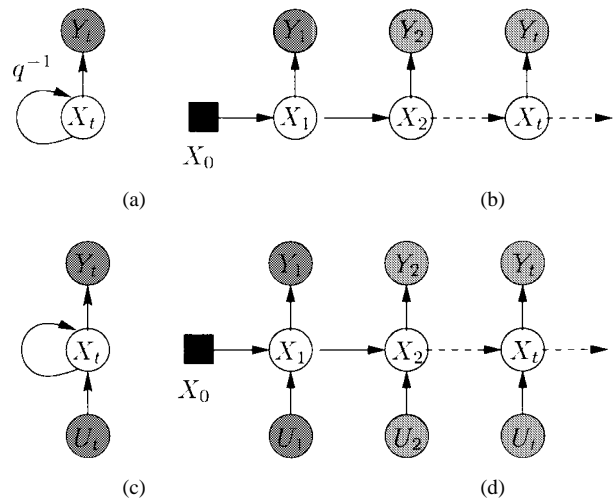 Y_t Y_1 Y_2 Y_t
q^{-1}
X_t X_1 X_2 X_t
X_0
(a) (b)
Y_t Y_1 Y_2 Y_t
X_t X_1 X_2 X_t
X_0
U_t U_1 U_2 U_t
(c) (d)